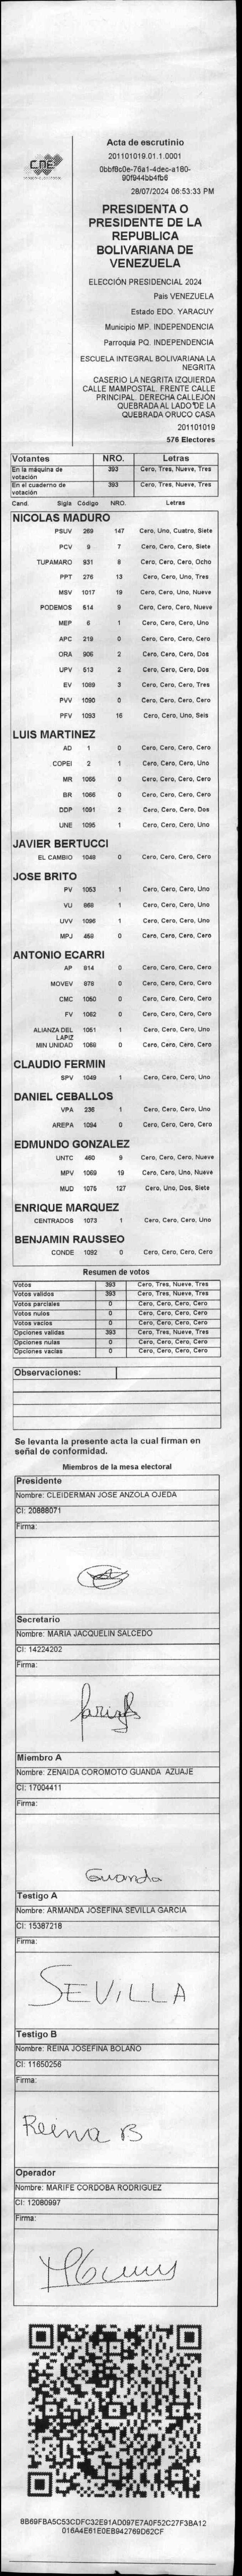 CNE
Acta de escrutinio
201101019.01.1.0001
0bbf8c0e-76a1-4dec-a180-
90f944bb4fb6
28/07/2024 06:53:33 PM
PRESIDENTA O
PRESIDENTE DE LA
REPUBLICA
BOLIVARIANA DE
VENEZUELA
ELECCIÓN PRESIDENCIAL 2024
País VENEZUELA
Estado EDO. YARACUY
Municipio MP. INDEPENDENCIA
Parroquia PQ. INDEPENDENCIA
ESCUELA INTEGRAL BOLIVARIANA LA
NEGRITA
CASERIO LA NEGRITA IZQUIERDA
CALLE MAMPOSTAL. FRENTE CALLE
PRINCIPAL. DERECHA CALLEJÓN
QUEBRADA AL LADO DE LA
QUEBRADA ORUCO CASA
201101019
576 Electores
Votantes NRO. Letras
En la máquina de votación 393 Cero, Tres, Nueve, Tres
En el cuaderno de votación 393 Cero, Tres, Nueve, Tres
Cand. Sigla Código NRO. Letras
NICOLAS MADURO
PSUV 269 147 Cero, Uno, Cuatro, Siete
PCV 9 7 Cero, Cero, Cero, Siete
TUPAMARO 931 8 Cero, Cero, Cero, Ocho
PPT 276 13 Cero, Cero, Uno, Tres
MSV 1017 19 Cero, Cero, Uno, Nueve
PODEMOS 514 9 Cero, Cero, Cero, Nueve
MEP 6 1 Cero, Cero, Cero, Uno
APC 219 0 Cero, Cero, Cero, Cero
ORA 906 2 Cero, Cero, Cero, Dos
UPV 513 2 Cero, Cero, Cero, Dos
EV 1089 3 Cero, Cero, Cero, Tres
PVV 1090 0 Cero, Cero, Cero, Cero
PFV 1093 16 Cero, Cero, Uno, Seis
LUIS MARTINEZ
AD 1 0 Cero, Cero, Cero, Cero
COPEI 2 1 Cero, Cero, Cero, Uno
MR 1065 0 Cero, Cero, Cero, Cero
BR 1066 0 Cero, Cero, Cero, Cero
DDP 1091 2 Cero, Cero, Cero, Dos
UNE 1095 1 Cero, Cero, Cero, Uno
JAVIER BERTUCCI
EL CAMBIO 1048 0 Cero, Cero, Cero, Cero
JOSE BRITO
PV 1053 1 Cero, Cero, Cero, Uno
VU 868 1 Cero, Cero, Cero, Uno
UVV 1096 1 Cero, Cero, Cero, Uno
MPJ 459 0 Cero, Cero, Cero, Cero
ANTONIO ECARRI
AP 814 0 Cero, Cero, Cero, Cero
MOVEV 878 0 Cero, Cero, Cero, Cero
CMC 1050 0 Cero, Cero, Cero, Cero
FV 1062 0 Cero, Cero, Cero, Cero
ALIANZA DEL LAPIZ 1051 1 Cero, Cero, Cero, Uno
MIN UNIDAD 1068 0 Cero, Cero, Cero, Cero
CLAUDIO FERMIN
SPV 1049 1 Cero, Cero, Cero, Uno
DANIEL CEBALLOS
VPA 236 1 Cero, Cero, Cero, Uno
AREPA 1094 0 Cero, Cero, Cero, Cero
EDMUNDO GONZALEZ
UNTC 460 9 Cero, Cero, Cero, Nueve
MPV 1069 19 Cero, Cero, Uno, Nueve
MUD 1075 127 Cero, Uno, Dos, Siete
ENRIQUE MARQUEZ
CENTRADOS 1073 1 Cero, Cero, Cero, Uno
BENJAMIN RAUSSEO
CONDE 1092 0 Cero, Cero, Cero, Cero
Resumen de votos
Votos 393 Cero, Tres, Nueve, Tres
Votos validos 393 Cero, Tres, Nueve, Tres
Votos parciales 0 Cero, Cero, Cero, Cero
Votos nulos 0 Cero, Cero, Cero, Cero
Votos vacios 0 Cero, Cero, Cero, Cero
Opciones validas 393 Cero, Tres, Nueve, Tres
Opciones nulas 0 Cero, Cero, Cero, Cero
Opciones vacias 0 Cero, Cero, Cero, Cero
Observaciones:
Se levanta la presente acta la cual firman en
señal de conformidad.
Miembros de la mesa electoral
Presidente
Nombre: CLEIDERMAN JOSE ANZOLA OJEDA
CI: 20888071
Firma:
Secretario
Nombre: MARIA JACQUELIN SALCEDO
CI: 14224202
Firma:
Miembro A
Nombre: ZENAIDA COROMOTO GUANDA AZUAJE
CI: 17004411
Firma:
Guanda
Testigo A
Nombre: ARMANDA JOSEFINA SEVILLA GARCIA
CI: 15387218
Firma:
SEVILLA
Testigo B
Nombre: REINA JOSEFINA BOLAÑO
CI: 11650256
Firma:
Reina B
Operador
Nombre: MARIFE CORDOBA RODRIGUEZ
CI: 12080997
Firma:
8B69FBA5C53CDFC32E91AD097E7A0F52C27F3BA12
016A4E61E0EB942769D62CF